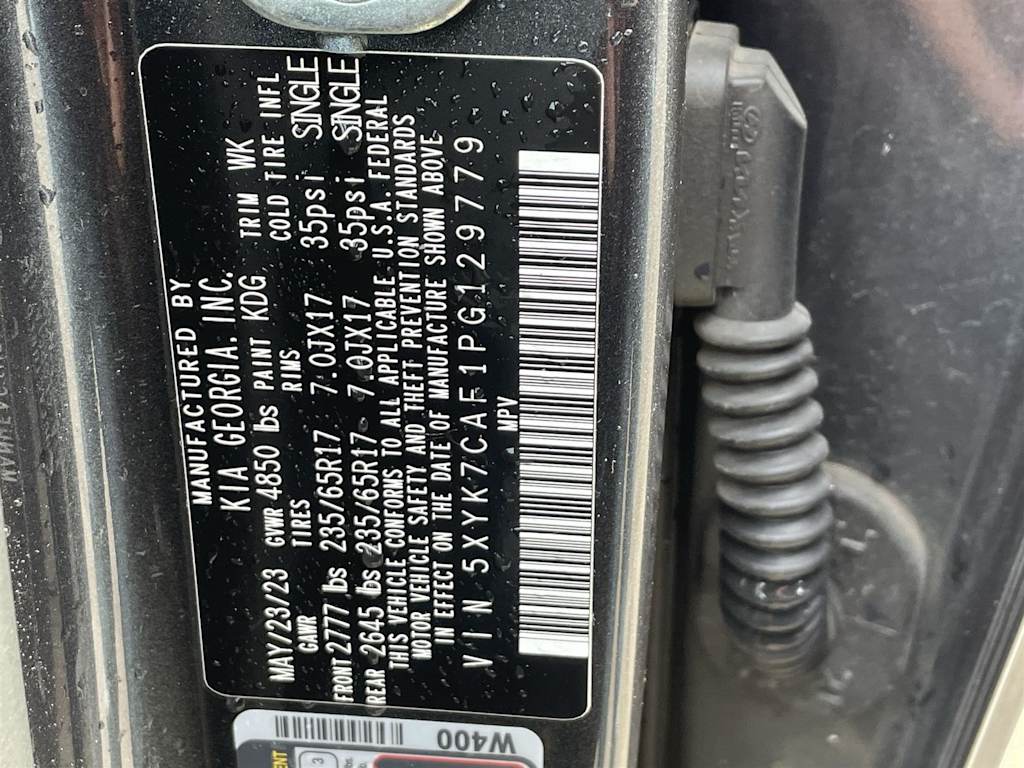 MANUFACTURED BY
KIA GEORGIA.INC.
MAY/23/23 GVWR 4850 lbs PAINT KDG TRIM WK
GAWR TIRES RIMS COLD TIRE INFL
FRONT 2777 lbs 235/65R17 7.0JX17 35psi SINGLE
REAR 2645 lbs 235/65R17 7.0JX17 35psi SINGLE
THIS VEHICLE CONFORMS TO ALL APPLICABLE U.S.A. FEDERAL
MOTOR VEHICLE SAFETY AND THEFT PREVENTION STANDARDS
IN EFFECT ON DATE OF MANUFACTURE SHOWN ABOVE.
MPV
VIN 5XYK7CAF1PG129779
W400
3